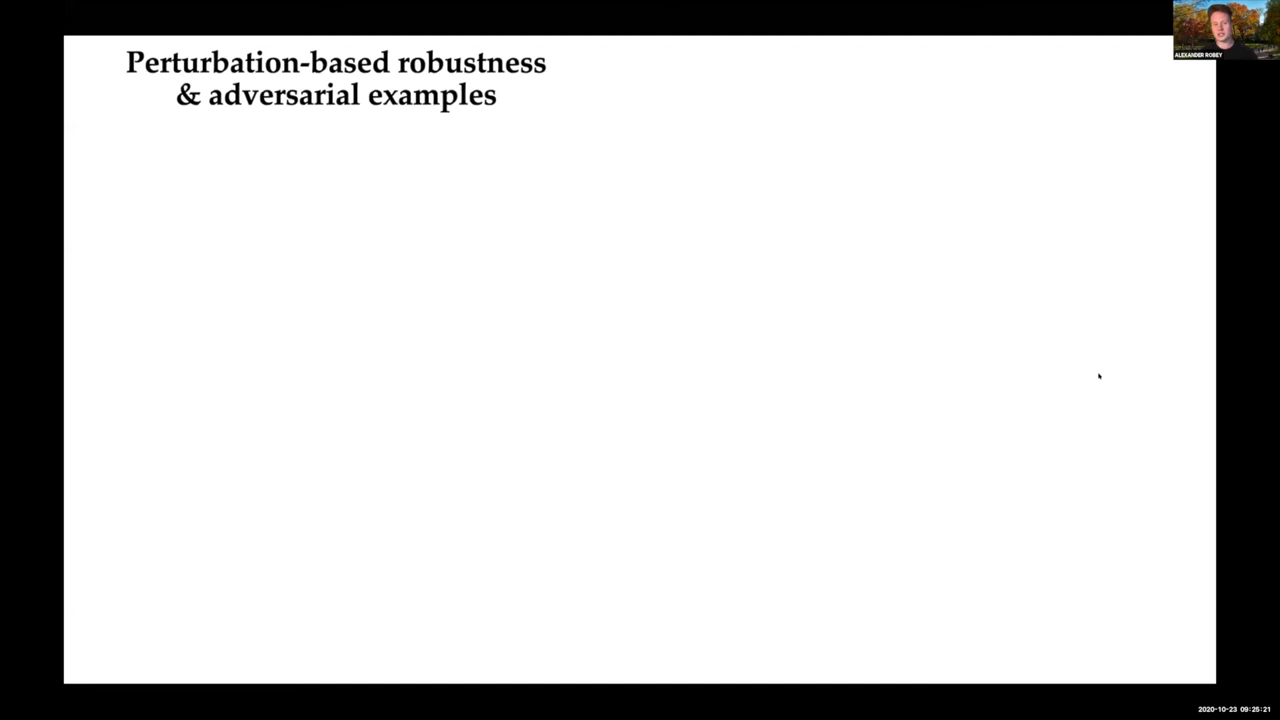 Perturbation-based robustness
& adversarial examples
ALEXANDER ROBEY
2020-10-23 09:25:21